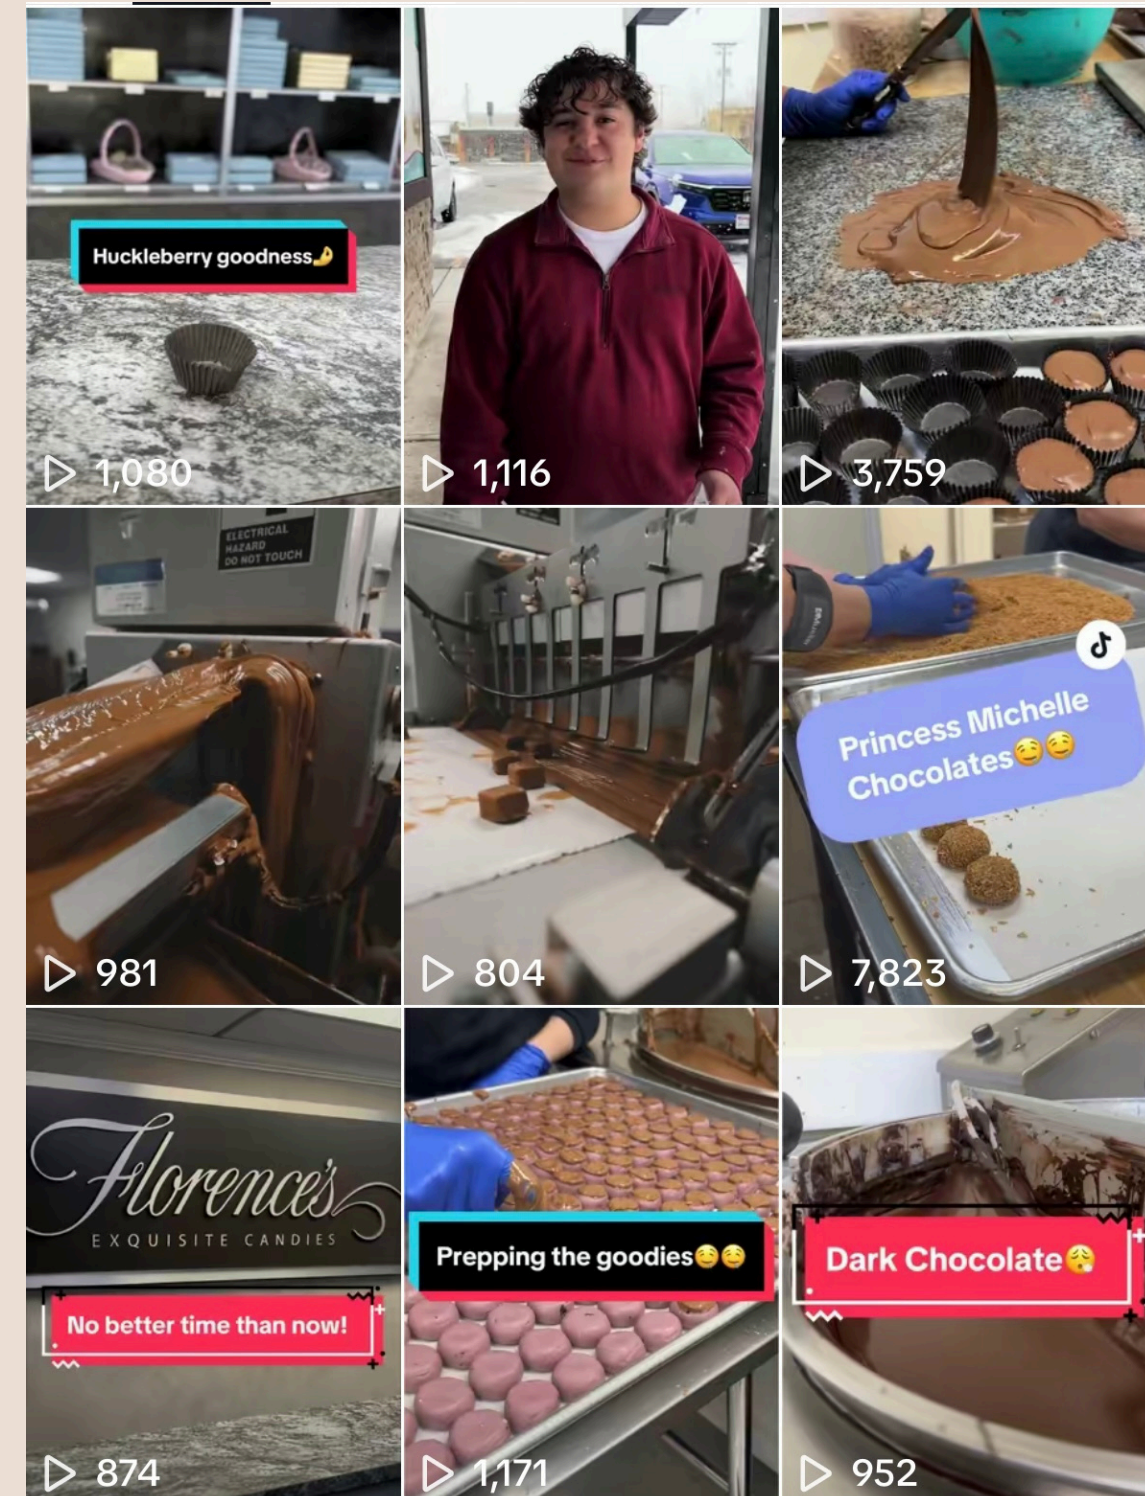 Huckleberry goodness🤌
1,080
1,116
3,759
ELECTRICAL
HAZARD
DO NOT TOUCH
981
804
Princess Michelle
Chocolates🤤🤤
7,823
Florence's
EXQUISITE CANDIES
No better time than now!
874
Prepping the goodies🤤🤤
1,171
Dark Chocolate😮‍💨
952